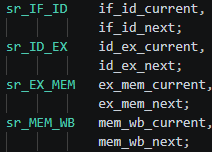 sr_IF_ID if_id_current,
if_id_next;
sr_ID_EX id_ex_current,
id_ex_next;
sr_EX_MEM ex_mem_current,
ex_mem_next;
sr_MEM_WB mem_wb_current,
mem_wb_next;